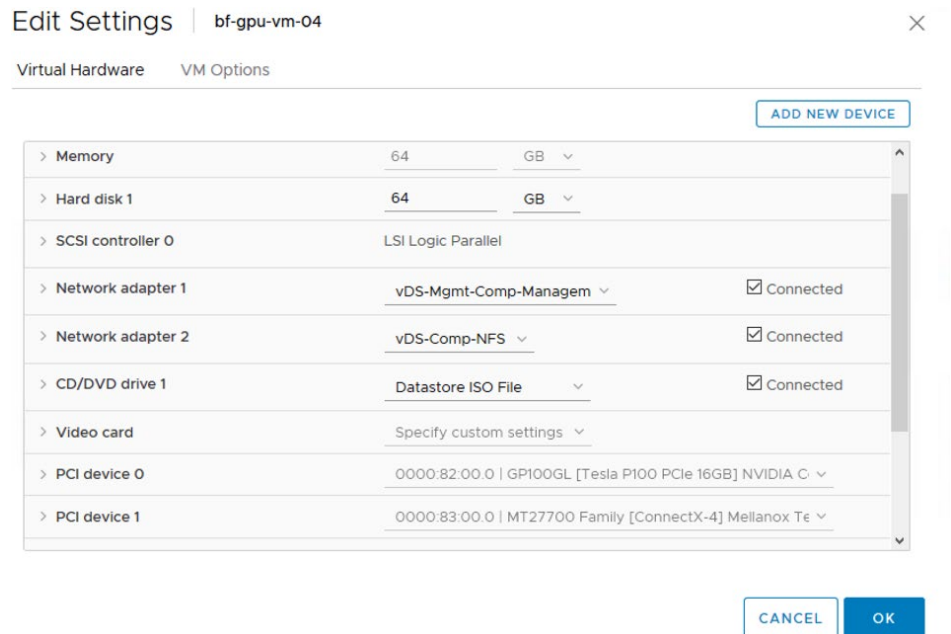 Edit Settings bf-gpu-vm-04
Virtual Hardware VM Options
ADD NEW DEVICE
Memory 64 GB
Hard disk 1 64 GB
SCSI controller 0 LSI Logic Parallel
Network adapter 1 vDS-Mgmt-Comp-Managem Connected
Network adapter 2 vDS-Comp-NFS Connected
CD/DVD drive 1 Datastore ISO File Connected
Video card Specify custom settings
PCI device 0 0000:82:00.0 | GP100GL [Tesla P100 PCIe 16GB] NVIDIA
PCI device 1 0000:83:00.0 | MT27700 Family [ConnectX-4] Mellanox Te
CANCEL OK